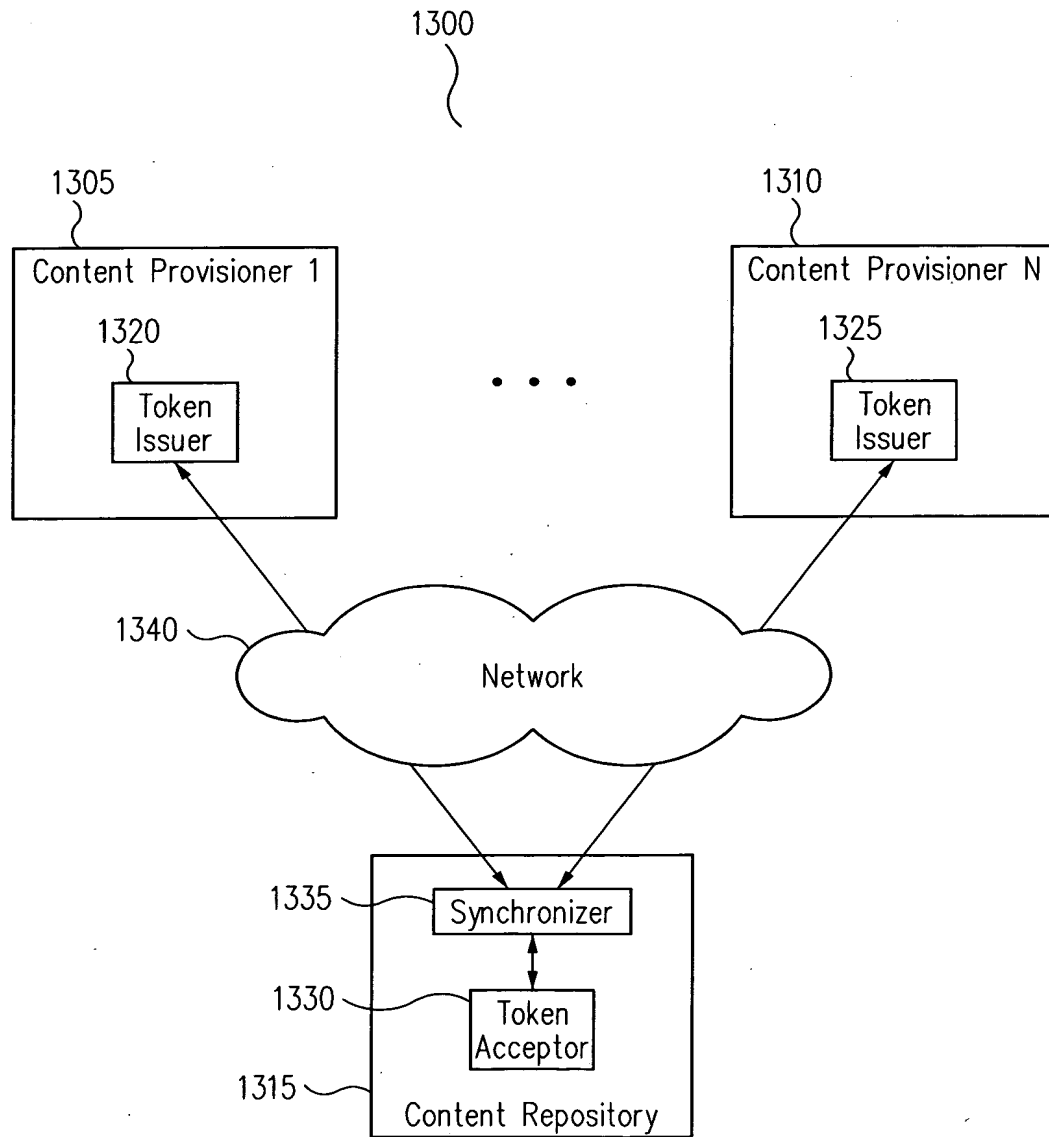 1300
1305
1310
Content Provisioner 1
Content Provisioner N
1320
1325
Token
Issuer
Token
Issuer
1340
Network
1335
Synchronizer
1330
Token
Acceptor
1315
Content Repository